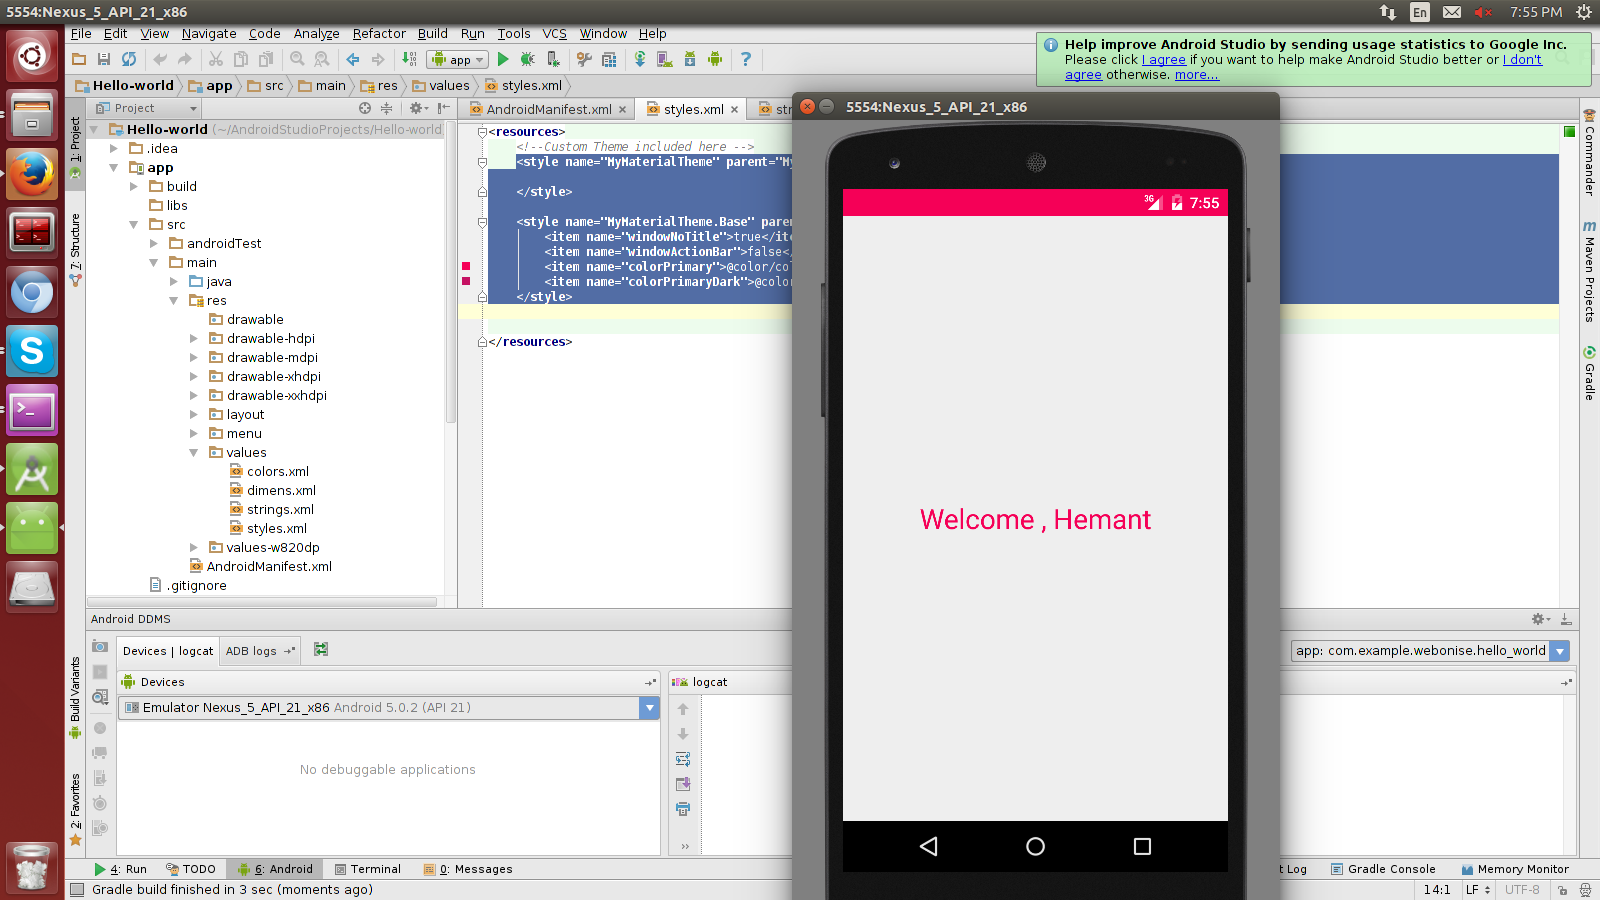 5554:Nexus_5_API_21_x86
En
7:55 PM
File Edit View Navigate Code Analyze Refactor Build Run Tools VCS Window Help
app
Help improve Android Studio by sending usage statistics to Google Inc.
Please click I agree if you want to help make Android Studio better or I don't
agree otherwise. more...
Hello-world app src main res values styles.xml
Project
AndroidManifest.xml styles.xml str
5554:Nexus_5_API_21_x86
1: Project
7: Structure
Build Variants
2: Favorites
Hello-world (~/AndroidStudioProjects/Hello-world
.idea
app
build
libs
src
androidTest
main
java
res
drawable
drawable-hdpi
drawable-mdpi
drawable-xhdpi
drawable-xxhdpi
layout
menu
values
colors.xml
dimens.xml
strings.xml
styles.xml
values-w820dp
AndroidManifest.xml
.gitignore
<resources>
<!--Custom Theme included here -->
<style name="MyMaterialTheme" parent="My
</style>
<style name="MyMaterialTheme.Base" paren
<item name="windowNoTitle">true</ite
<item name="windowActionBar">false</
<item name="colorPrimary">@color/col
<item name="colorPrimaryDark">@color
</style>
</resources>
3G 7:55
Welcome , Hemant
Commander
m Maven Projects
Gradle
Android DDMS
Devices | logcat ADB logs
app: com.example.webonise.hello_world
Devices
logcat
Emulator Nexus_5_API_21_x86 Android 5.0.2 (API 21)
No debuggable applications
4: Run TODO 6: Android Terminal 0: Messages
t Log Gradle Console Memory Monitor
Gradle build finished in 3 sec (moments ago)
14:1 LF UTF-8